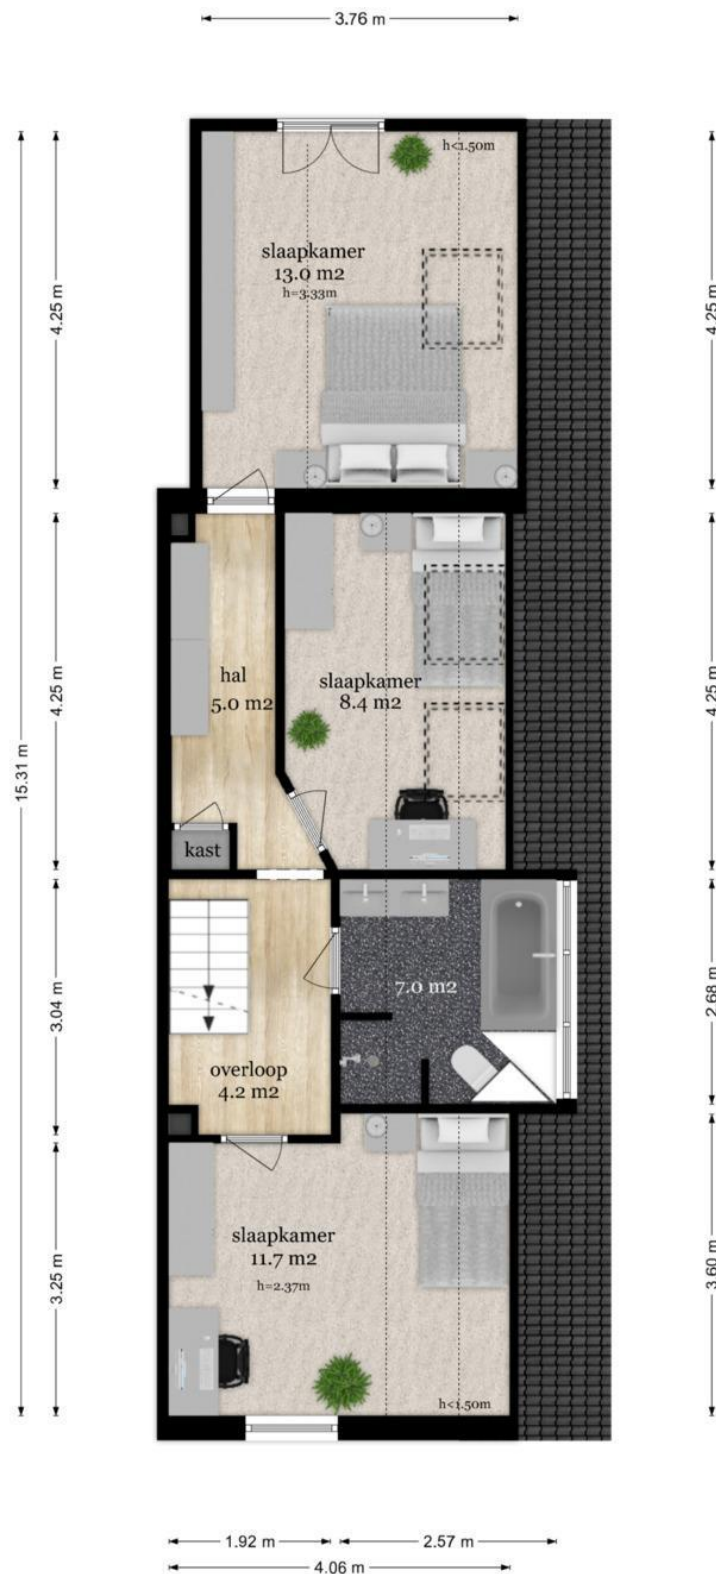 3.76 m
h<1.50m
slaapkamer
13.0 m2
h=3.33m
4.25 m
4.25 m
hal
5.0 m2
slaapkamer
8.4 m2
4.25 m
4.25 m
15.31 m
kast
7.0 m2
3.04 m
2.68 m
overloop
4.2 m2
slaapkamer
11.7 m2
h=2.37m
3.25 m
3.60 m
h<1.50m
1.92 m
2.57 m
4.06 m